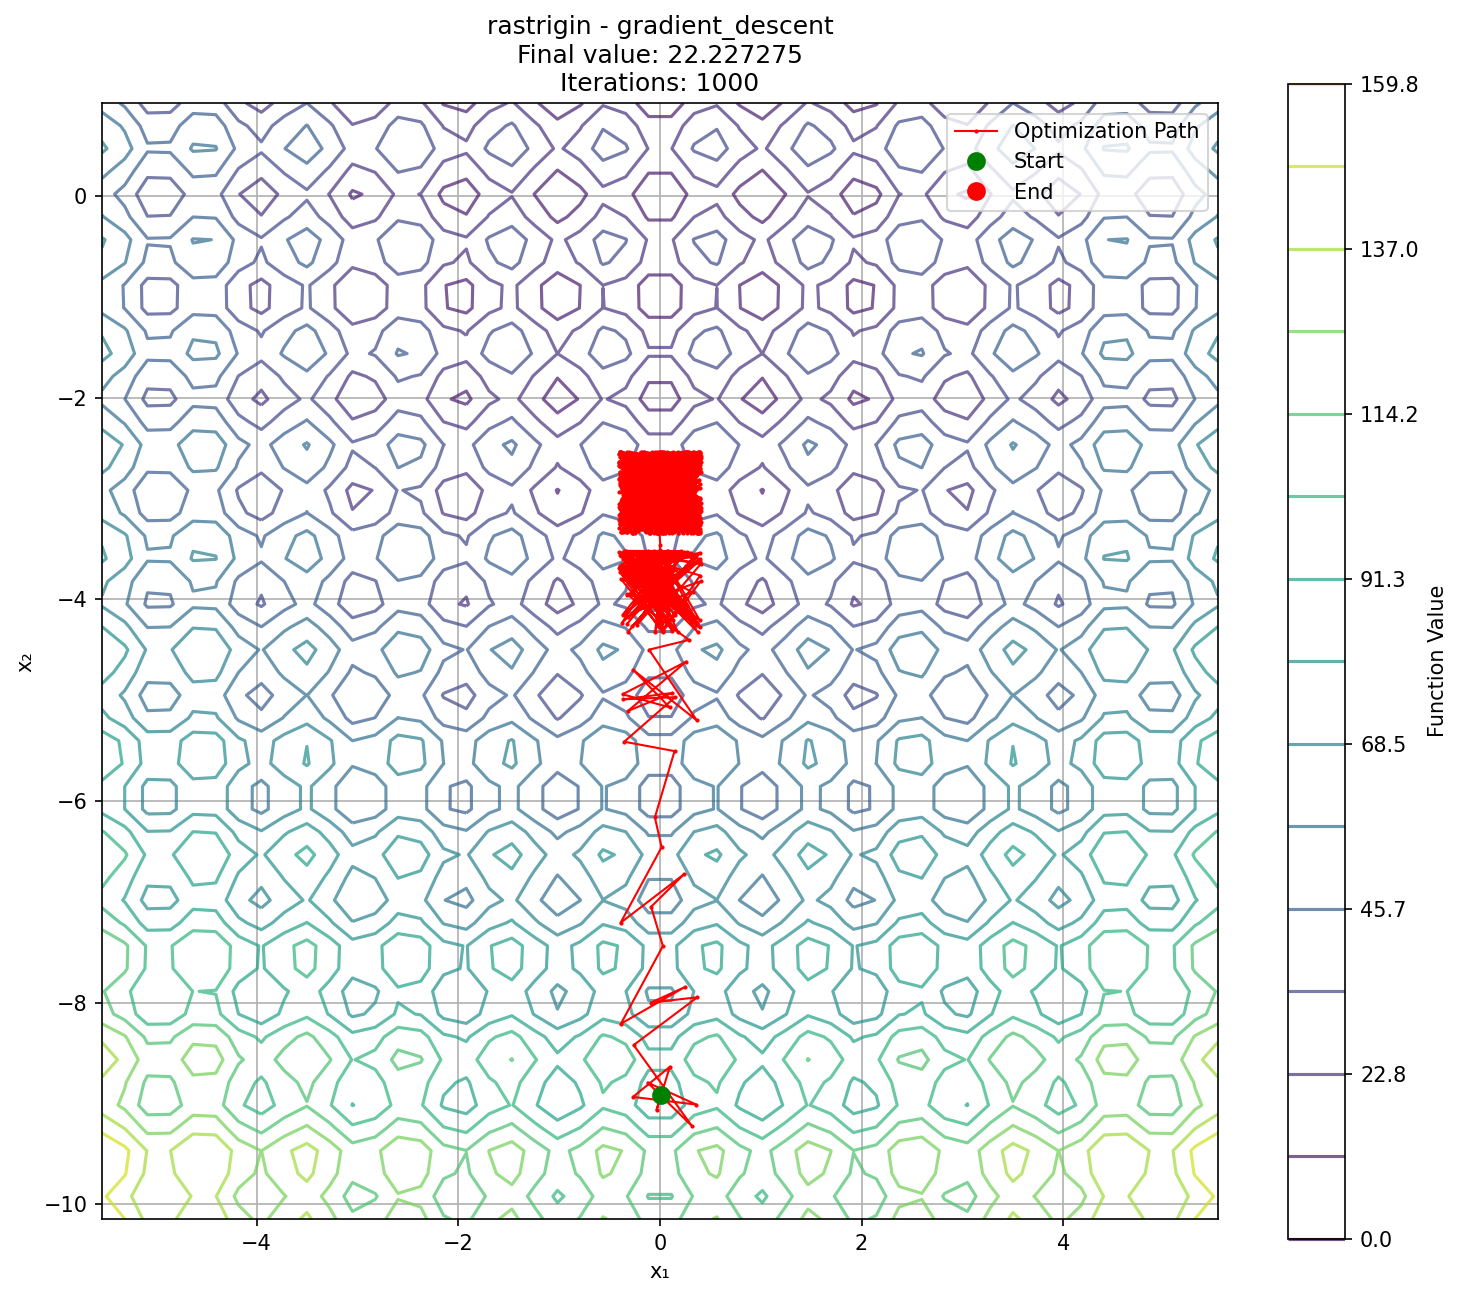 rastrigin - gradient_descent
Final value: 22.227275
Iterations: 1000
Optimization Path
Start
End
0
−2
−4
−6
−8
−10
x₂
−4
−2
0
2
4
x₁
159.8
137.0
114.2
91.3
68.5
45.7
22.8
0.0
Function Value